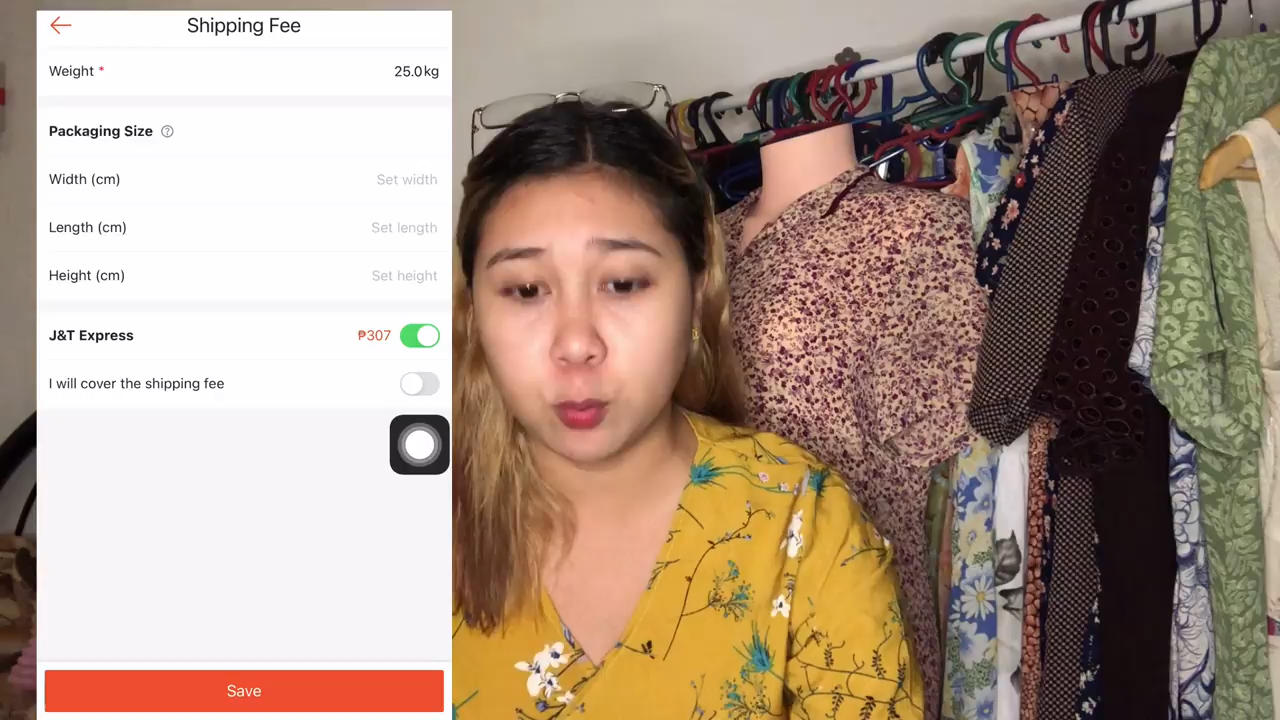 Shipping Fee
Weight * 25.0kg
Packaging Size ?
Width (cm) Set width
Length (cm) Set length
Height (cm) Set height
J&T Express ₱307
I will cover the shipping fee
Save